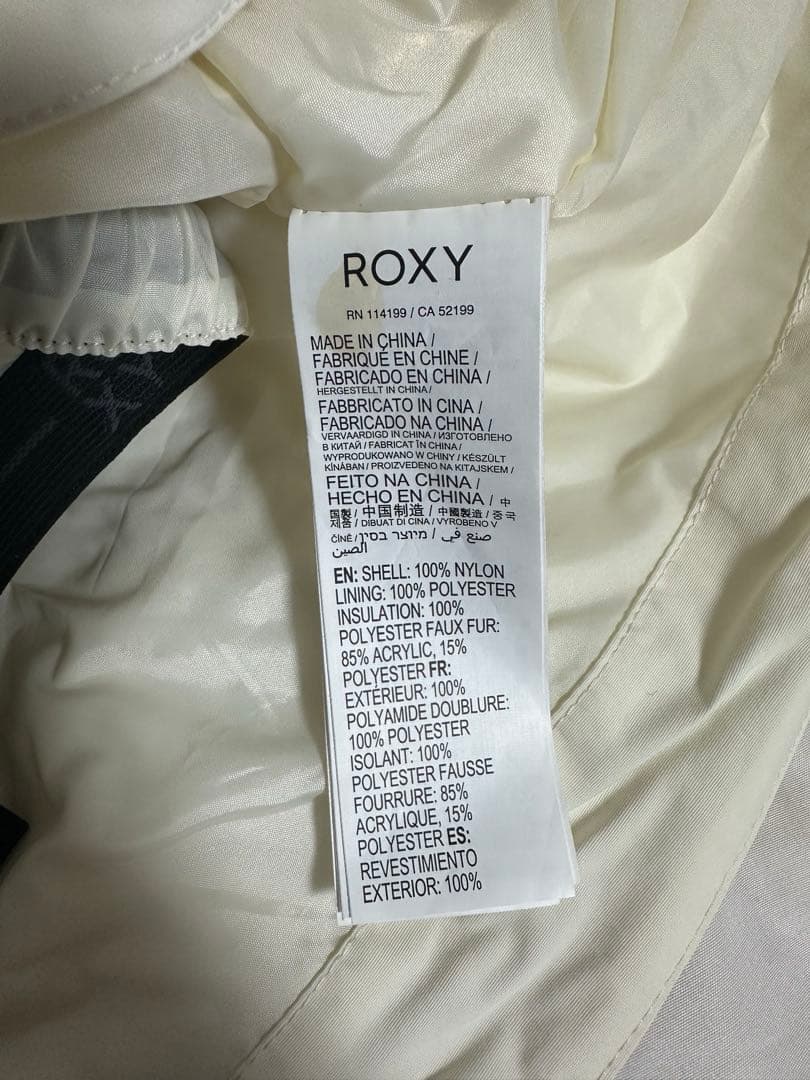 ROXY
RN 114199 / CA 52199
MADE IN CHINA /
FABRIQUÉ EN CHINE /
FABRICADO EN CHINA /
HERGESTELLT IN CHINA /
FABBRICATO IN CINA /
FABRICADO NA CHINA /
VERVAARDIGD IN CHINA / ИЗГОТОВЛЕНО
В КИТАЙ / FABRICAT ÎN CHINA /
WYPRODUKOWANO W CHINY / KÉSZÜLT
KÍNÁBAN / PROIZVEDENO NA KITAJSKEM /
FEITO NA CHINA /
HECHO EN CHINA / 中
国製 / 中国制造 / 中國製造 / 중국
제품 / DIBUAT DI CINA / VYROBENO V
ČÍNĚ / מיוצר בסין / صنع في
الصين
EN: SHELL: 100% NYLON
LINING: 100% POLYESTER
INSULATION: 100%
POLYESTER FAUX FUR:
85% ACRYLIC, 15%
POLYESTER FR:
EXTÉRIEUR: 100%
POLYAMIDE DOUBLURE:
100% POLYESTER
ISOLANT: 100%
POLYESTER FAUSSE
FOURRURE: 85%
ACRYLIQUE, 15%
POLYESTER ES:
REVESTIMIENTO
EXTERIOR: 100%